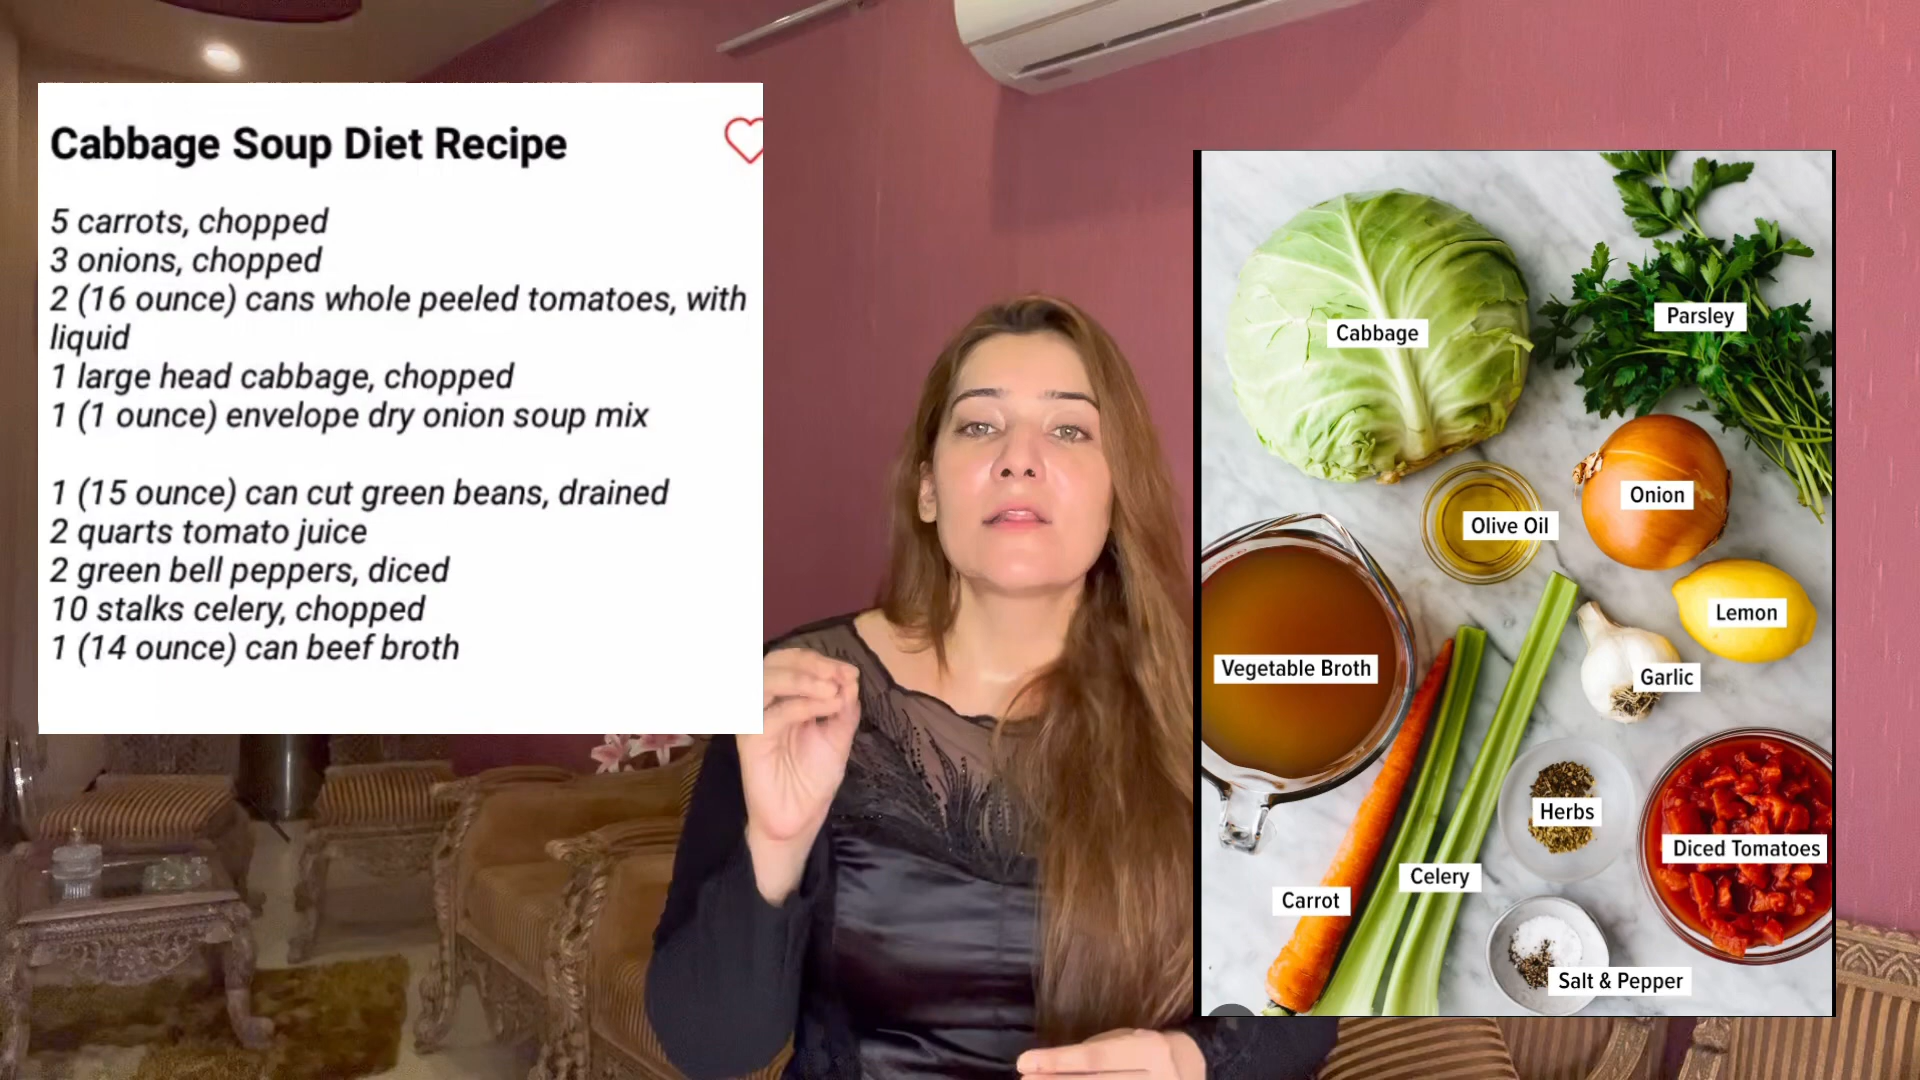 Cabbage Soup Diet Recipe
5 carrots, chopped
3 onions, chopped
2 (16 ounce) cans whole peeled tomatoes, with
liquid
1 large head cabbage, chopped
1 (1 ounce) envelope dry onion soup mix
1 (15 ounce) can cut green beans, drained
2 quarts tomato juice
2 green bell peppers, diced
10 stalks celery, chopped
1 (14 ounce) can beef broth
Cabbage
Parsley
Onion
Olive Oil
Lemon
Vegetable Broth
Garlic
Herbs
Diced Tomatoes
Celery
Carrot
Salt & Pepper